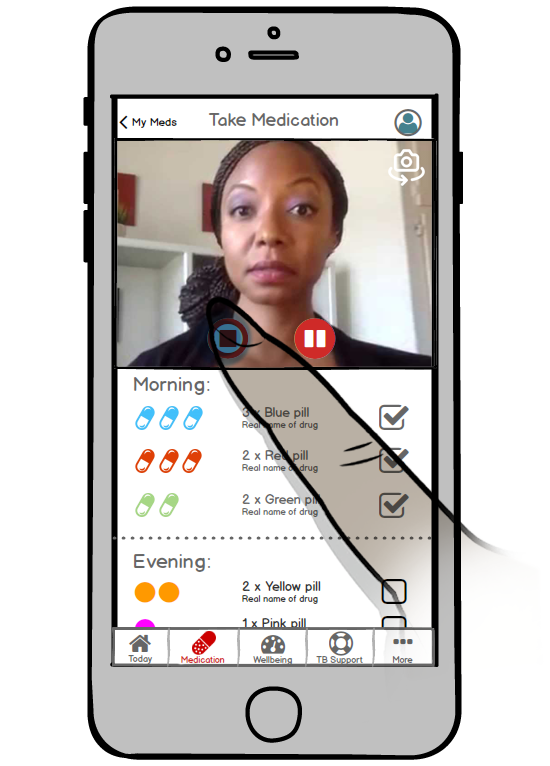 My Meds
Take Medication
Morning:
3 x Blue pill
Real name of drug
2 x Red pill
Real name of drug
2 x Green pill
Real name of drug
Evening:
2 x Yellow pill
Real name of drug
1 x Pink pill
Today
Medication
Wellbeing
TB Support
More